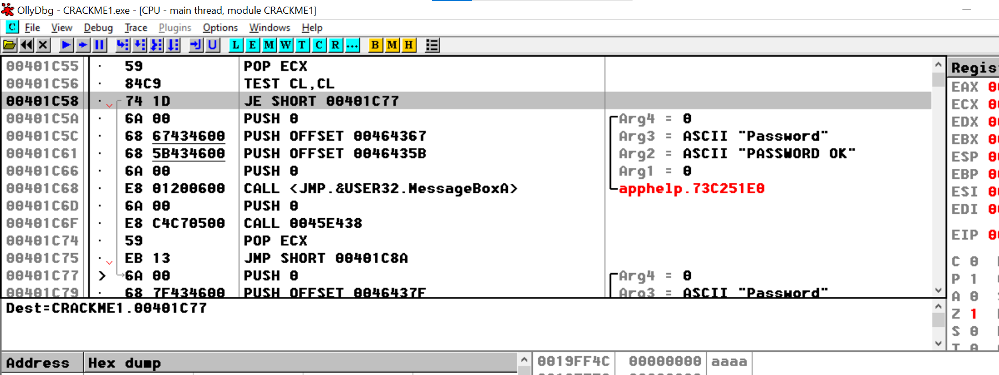 OllyDbg - CRACKME1.exe - [CPU - main thread, module CRACKME1]
C File View Debug Trace Plugins Options Windows Help
L E M W T C R ... B M H
00401C55 · 59 POP ECX
00401C56 · 84C9 TEST CL,CL
00401C58 · 74 1D JE SHORT 00401C77
00401C5A · 6A 00 PUSH 0 Arg4 = 0
00401C5C · 68 67434600 PUSH OFFSET 00464367 Arg3 = ASCII "Password"
00401C61 · 68 5B434600 PUSH OFFSET 0046435B Arg2 = ASCII "PASSWORD OK"
00401C66 · 6A 00 PUSH 0 Arg1 = 0
00401C68 · E8 01200600 CALL <JMP.&USER32.MessageBoxA> apphelp.73C251E0
00401C6D · 6A 00 PUSH 0
00401C6F · E8 C4C70500 CALL 0045E438
00401C74 · 59 POP ECX
00401C75 · EB 13 JMP SHORT 00401C8A
00401C77 > 6A 00 PUSH 0 Arg4 = 0
00401C79 · 68 7F434600 PUSH OFFSET 0046437F Arg3 = ASCII "Password"
Dest=CRACKME1.00401C77
Regis
EAX 0
ECX 0
EDX 0
EBX 0
ESP 0
EBP 0
ESI 0
EDI 0
EIP 0
C 0
P 1
A 0
Z 1
S 0
T 0
Address Hex dump
0019FF4C 00000000 aaaa